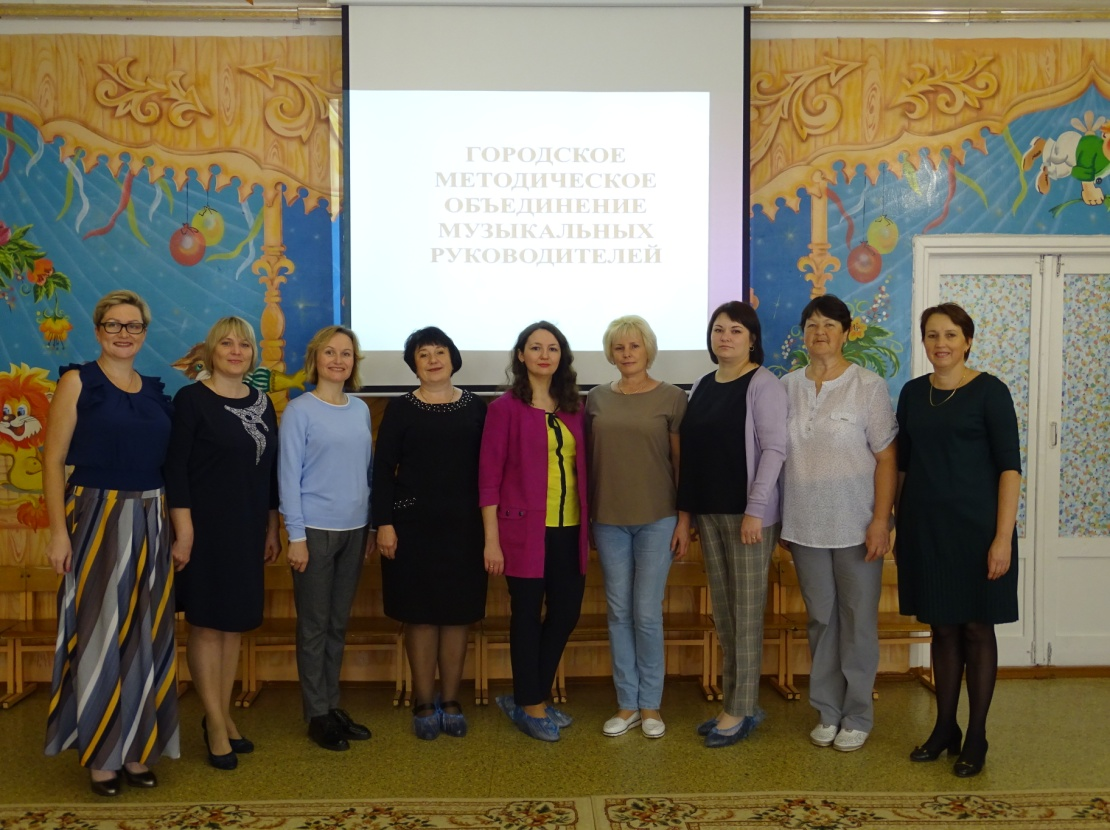 ГОРОДСКОЕ
МЕТОДИЧЕСКОЕ
ОБЪЕДИНЕНИЕ
МУЗЫКАЛЬНЫХ
РУКОВОДИТЕЛЕЙ